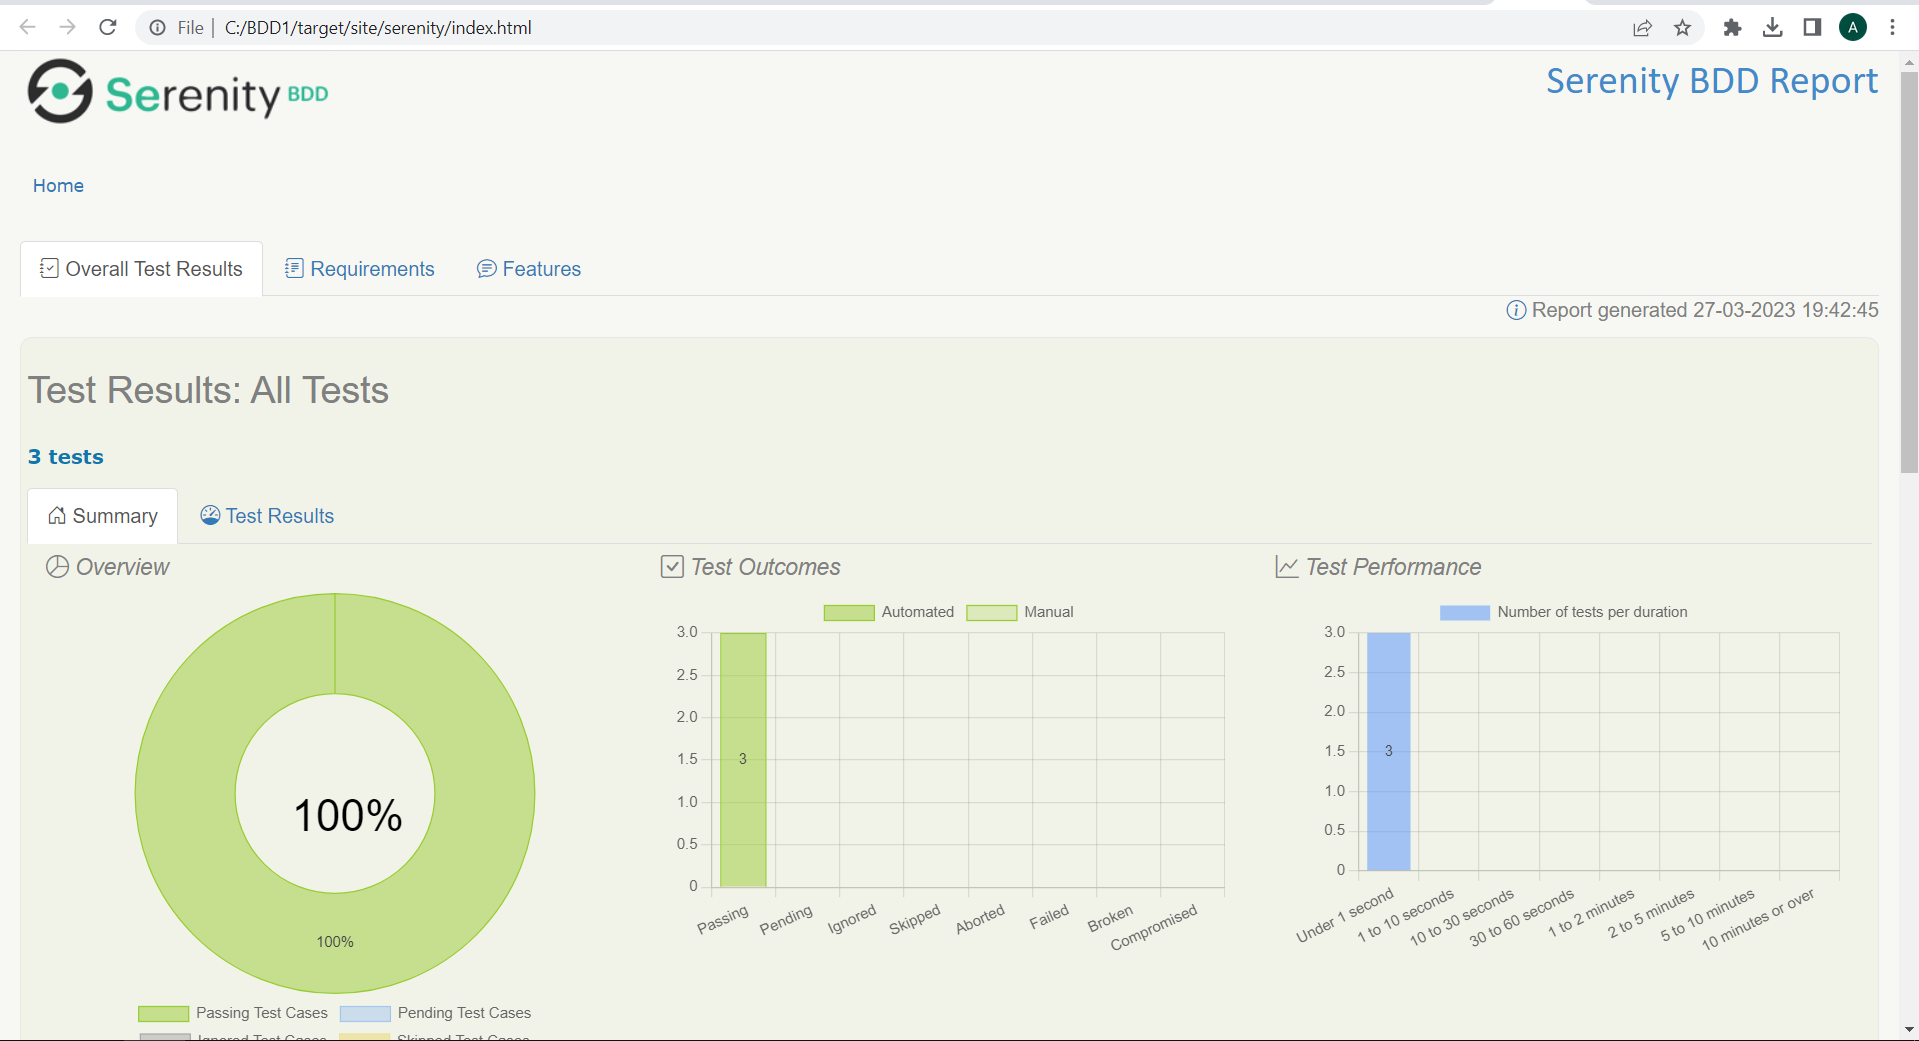 File | C:/BDD1/target/site/serenity/index.html
A
Serenity BDD
Serenity BDD Report
Home
Overall Test Results
Requirements
Features
Report generated 27-03-2023 19:42:45
Test Results: All Tests
3 tests
Summary
Test Results
Overview
100%
100%
Passing Test Cases
Pending Test Cases
Ignored Test Cases
Skipped Test Cases
Test Outcomes
Automated
Manual
3.0
2.5
2.0
1.5
1.0
0.5
0
3
Passing
Pending
Ignored
Skipped
Aborted
Failed
Broken
Compromised
Test Performance
Number of tests per duration
3.0
2.5
2.0
1.5
1.0
0.5
0
3
Under 1 second
1 to 10 seconds
10 to 30 seconds
30 to 60 seconds
1 to 2 minutes
2 to 5 minutes
5 to 10 minutes
10 minutes or over